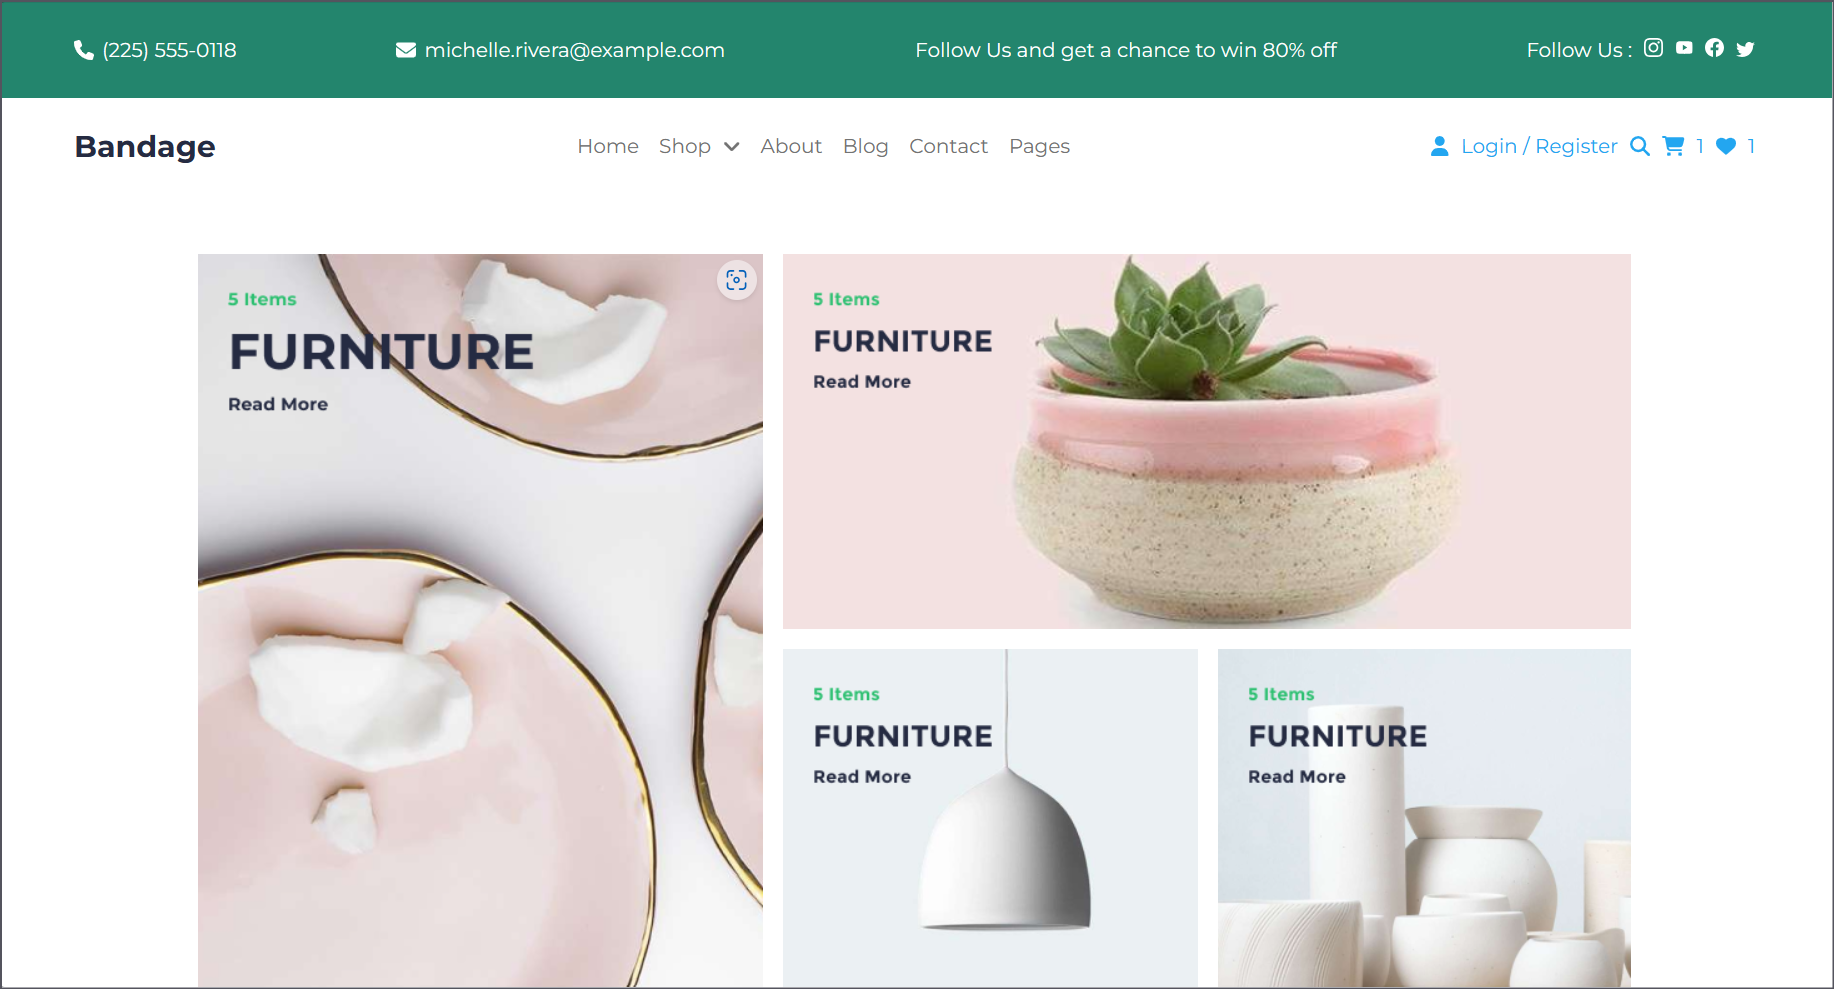 (225) 555-0118
michelle.rivera@example.com
Follow Us and get a chance to win 80% off
Follow Us :
Bandage
Home Shop About Blog Contact Pages
Login / Register 1 1
5 Items
FURNITURE
Read More
5 Items
FURNITURE
Read More
5 Items
FURNITURE
Read More
5 Items
FURNITURE
Read More